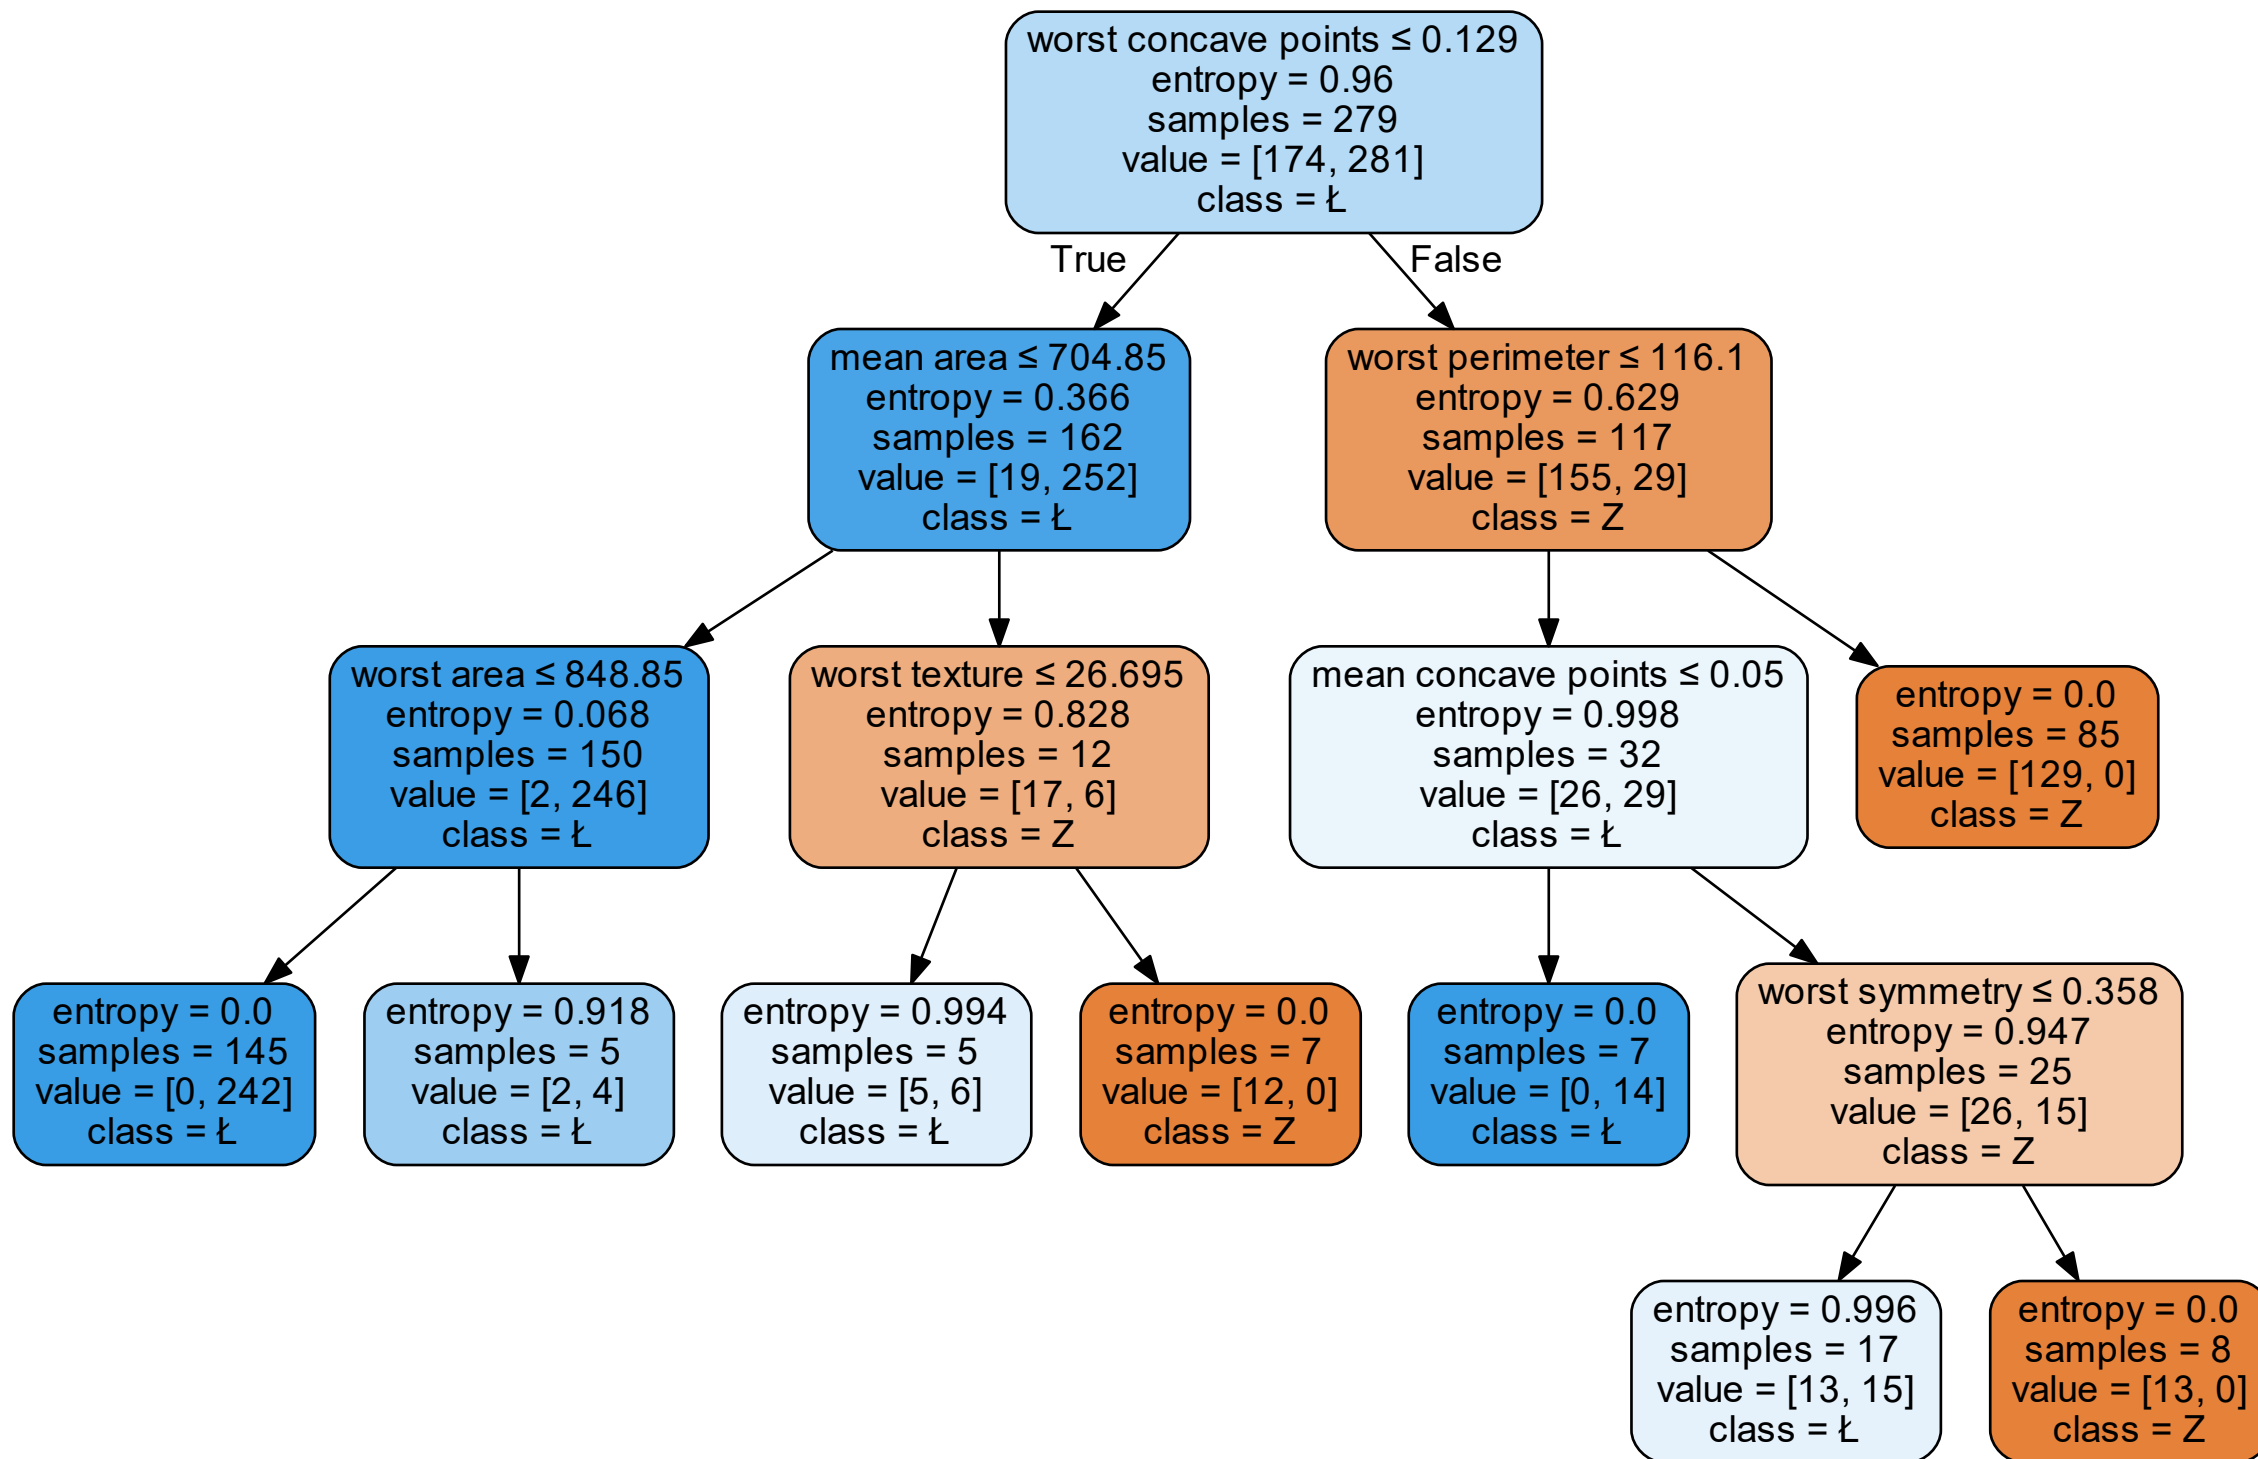 worst concave points ≤ 0.129
entropy = 0.96
samples = 279
value = [174, 281]
class = Ł
True
False
mean area ≤ 704.85
entropy = 0.366
samples = 162
value = [19, 252]
class = Ł
worst perimeter ≤ 116.1
entropy = 0.629
samples = 117
value = [155, 29]
class = Z
worst area ≤ 848.85
entropy = 0.068
samples = 150
value = [2, 246]
class = Ł
worst texture ≤ 26.695
entropy = 0.828
samples = 12
value = [17, 6]
class = Z
mean concave points ≤ 0.05
entropy = 0.998
samples = 32
value = [26, 29]
class = Ł
entropy = 0.0
samples = 85
value = [129, 0]
class = Z
entropy = 0.0
samples = 145
value = [0, 242]
class = Ł
entropy = 0.918
samples = 5
value = [2, 4]
class = Ł
entropy = 0.994
samples = 5
value = [5, 6]
class = Ł
entropy = 0.0
samples = 7
value = [12, 0]
class = Z
entropy = 0.0
samples = 7
value = [0, 14]
class = Ł
worst symmetry ≤ 0.358
entropy = 0.947
samples = 25
value = [26, 15]
class = Z
entropy = 0.996
samples = 17
value = [13, 15]
class = Ł
entropy = 0.0
samples = 8
value = [13, 0]
class = Z